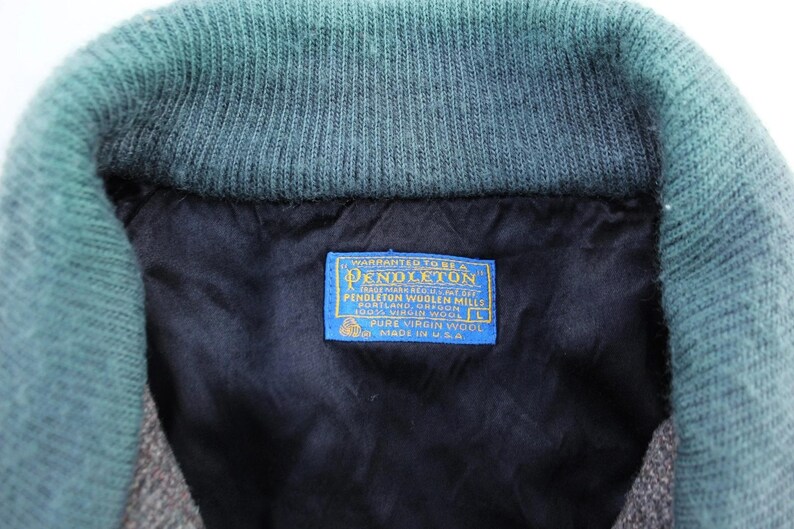 WARRANTED TO BE A
"PENDLETON"
TRADE MARK REG. U.S. PAT. OFF.
PENDLETON WOOLEN MILLS
PORTLAND, OREGON
100% VIRGIN WOOL L
PURE VIRGIN WOOL
MADE IN U.S.A.